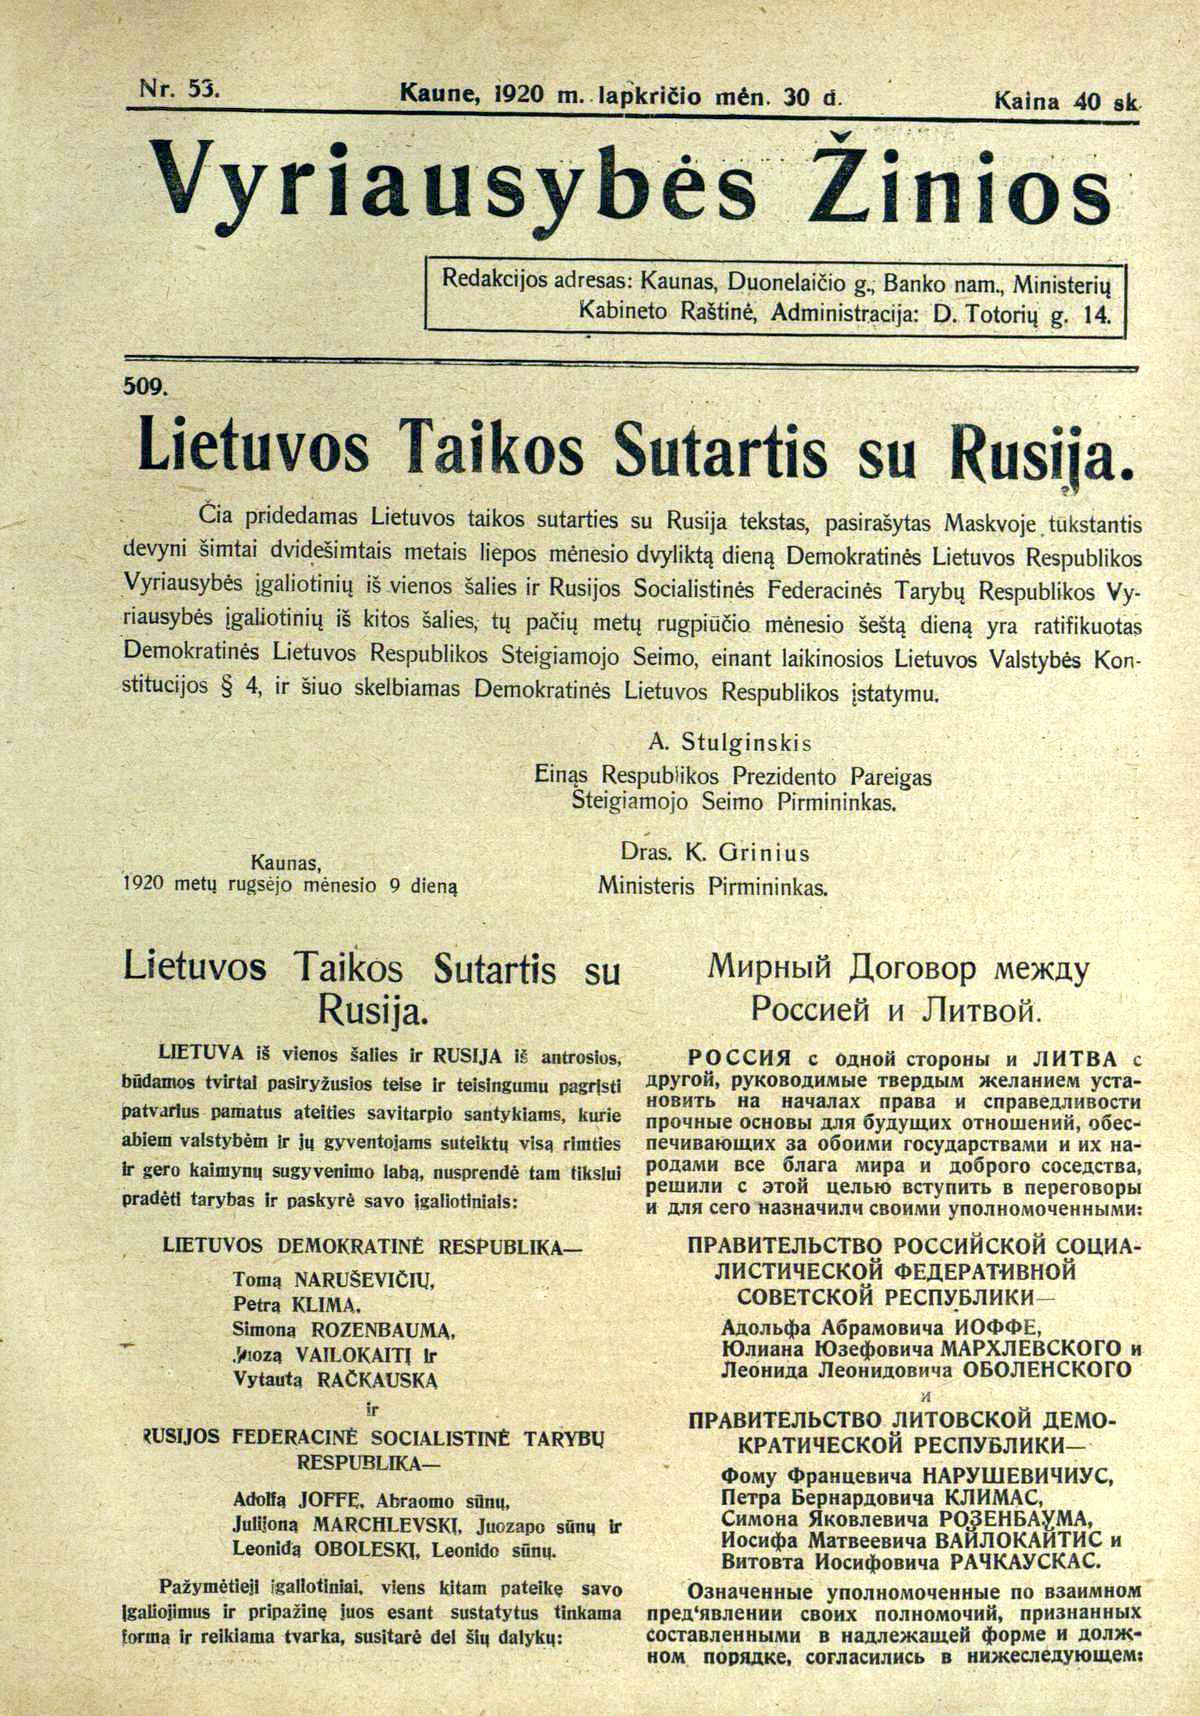 Nr. 53.
Kaune, 1920 m. lapkričio mėn. 30 d.
Kaina 40 sk.
Vyriausybės Žinios
Redakcijos adresas: Kaunas, Duonelaičio g., Banko nam., Ministerių
Kabineto Raštinė, Administracija: D. Totorių g. 14.
509.
Lietuvos Taikos Sutartis su Rusija.
Čia pridedamas Lietuvos taikos sutarties su Rusija tekstas, pasirašytas Maskvoje tūkstantis
devyni šimtai dvidešimtais metais liepos mėnesio dvyliktą dieną Demokratinės Lietuvos Respublikos
Vyriausybės įgaliotinių iš vienos šalies ir Rusijos Socialistinės Federacinės Tarybų Respublikos Vy-
riausybės įgaliotinių iš kitos šalies, tų pačių metų rugpiūčio mėnesio šeštą dieną yra ratifikuotas
Demokratinės Lietuvos Respublikos Steigiamojo Seimo, einant laikinosios Lietuvos Valstybės Kon-
stitucijos § 4, ir šiuo skelbiamas Demokratinės Lietuvos Respublikos įstatymu.
A. Stulginskis
Einąs Respublikos Prezidento Pareigas
Steigiamojo Seimo Pirmininkas.
Dras. K. Grinius
Ministeris Pirmininkas.
Kaunas,
1920 metų rugsėjo mėnesio 9 dieną
Lietuvos Taikos Sutartis su
Rusija.
LIETUVA iš vienos šalies ir RUSIJA iš antrosios,
būdamos tvirtai pasiryžusios teise ir teisingumu pagrįsti
patvarius pamatus ateities savitarpio santykiams, kurie
abiem valstybėm ir jų gyventojams suteiktų visą rimties
ir gero kaimynų sugyvenimo labą, nusprendė tam tikslui
pradėti tarybas ir paskyrė savo įgaliotiniais:
LIETUVOS DEMOKRATINĖ RESPUBLIKA—
Tomą NARUŠEVIČIŲ,
Petrą KLIMĄ,
Simoną ROZENBAUMĄ,
Juozą VAILOKAITĮ ir
Vytautą RAČKAUSKĄ
ir
RUSIJOS FEDERACINĖ SOCIALISTINĖ TARYBŲ
RESPUBLIKA—
Adolfą JOFFĘ, Abraomo sūnų,
Julijoną MARCHLEVSKĮ, Juozapo sūnų ir
Leonidą OBOLESKĮ, Leonido sūnų.
Pažymėtieji įgaliotiniai, viens kitam pateikę savo
įgaliojimus ir pripažinę juos esant sustatytus tinkama
forma ir reikiama tvarka, susitarė del šių dalykų:
Мирный Договор между
Россией и Литвой.
РОССИЯ с одной стороны и ЛИТВА с
другой, руководимые твердым желанием уста-
новить на началах права и справедливости
прочные основы для будущих отношений, обес-
печивающих за обоими государствами и их на-
родами все блага мира и доброго соседства,
решили с этой целью вступить в переговоры
и для сего назначили своими уполномоченными:
ПРАВИТЕЛЬСТВО РОССИЙСКОЙ СОЦИА-
ЛИСТИЧЕСКОЙ ФЕДЕРАТИВНОЙ
СОВЕТСКОЙ РЕСПУБЛИКИ—
Адольфа Абрамовича ИОФФЕ,
Юлиана Юзефовича МАРХЛЕВСКОГО и
Леонида Леонидовича ОБОЛЕНСКОГО
и
ПРАВИТЕЛЬСТВО ЛИТОВСКОЙ ДЕМО-
КРАТИЧЕСКОЙ РЕСПУБЛИКИ—
Фому Францевича НАРУШЕВИЧИУС,
Петра Бернардовича КЛИМАС,
Симона Яковлевича РОЗЕНБАУМА,
Иосифа Матвеевича ВАЙЛОКАЙТИС и
Витовта Иосифовича РАЧКАУСКАС.
Означенные уполномоченные по взаимном
пред‘явлении своих полномочий, признанных
составленными в надлежащей форме и долж-
ном порядке, согласились в нижеследующем: